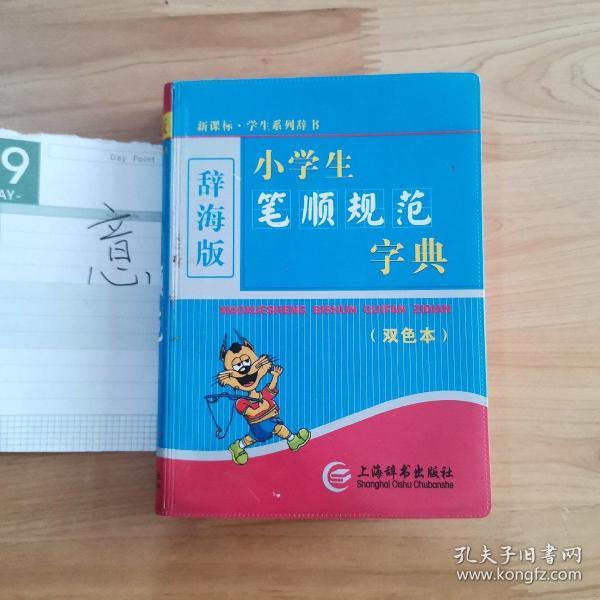 新课标·学生系列辞书
辞海版
小学生
笔顺规范
字典
XIAOXUESHENG BISHUN GUIFAN ZIDIAN
(双色本)
上海辞书出版社
Shanghai Cishu Chubanshe
9
AY-
Day Point
意
孔夫子旧书网
www.kongfz.com